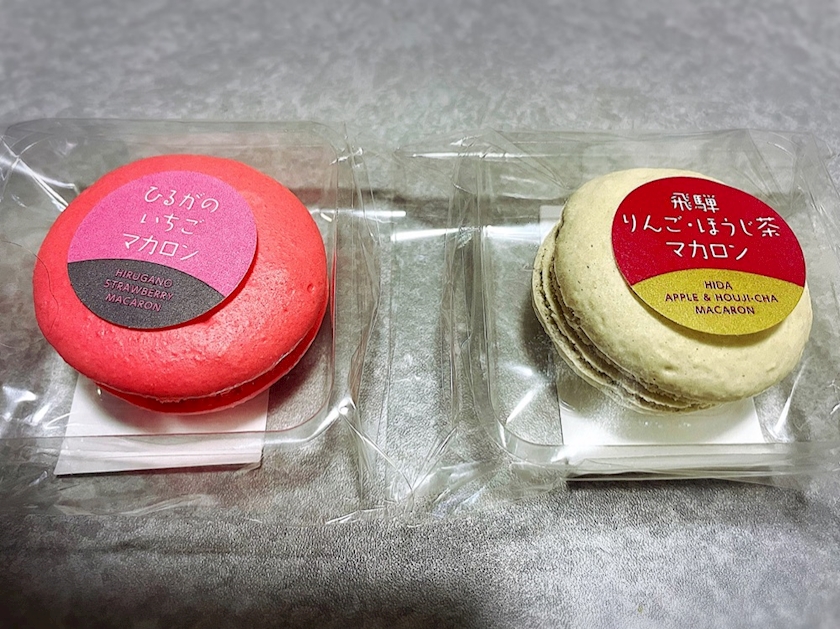 ひるがの
いちご
マカロン
HIRUGANO
STRAWBERRY
MACARON
飛騨
りんご・ほうじ茶
マカロン
HIDA
APPLE & HOUJI-CHA
MACARON